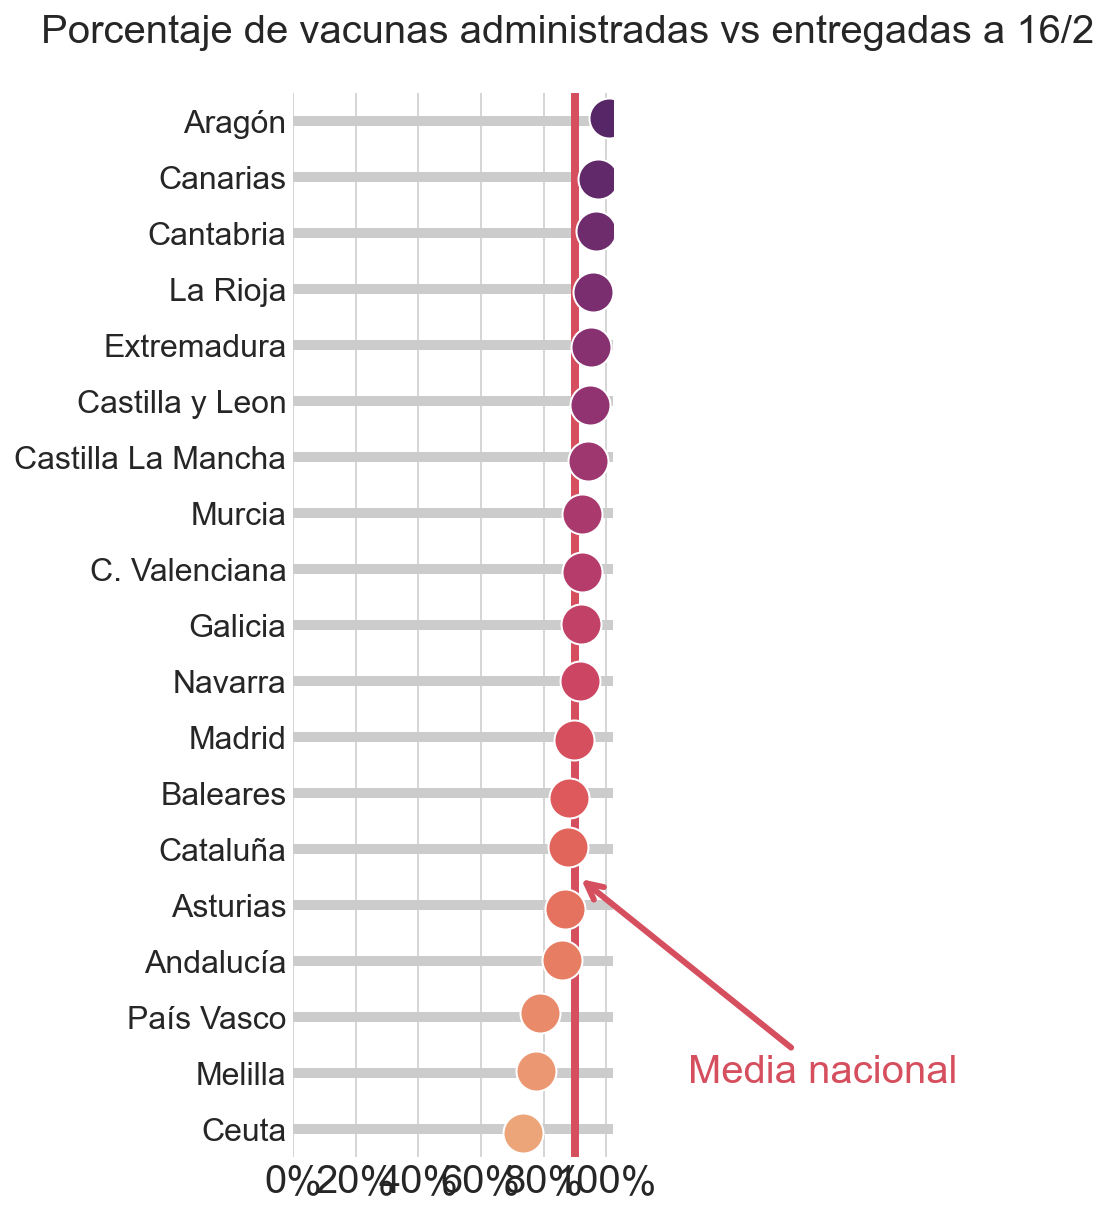 Porcentaje de vacunas administradas vs entregadas a 16/2
Aragón
Canarias
Cantabria
La Rioja
Extremadura
Castilla y Leon
Castilla La Mancha
Murcia
C. Valenciana
Galicia
Navarra
Madrid
Baleares
Cataluña
Asturias
Andalucía
País Vasco
Melilla
Media nacional
Ceuta
0% 20% 40% 60% 80% 100%